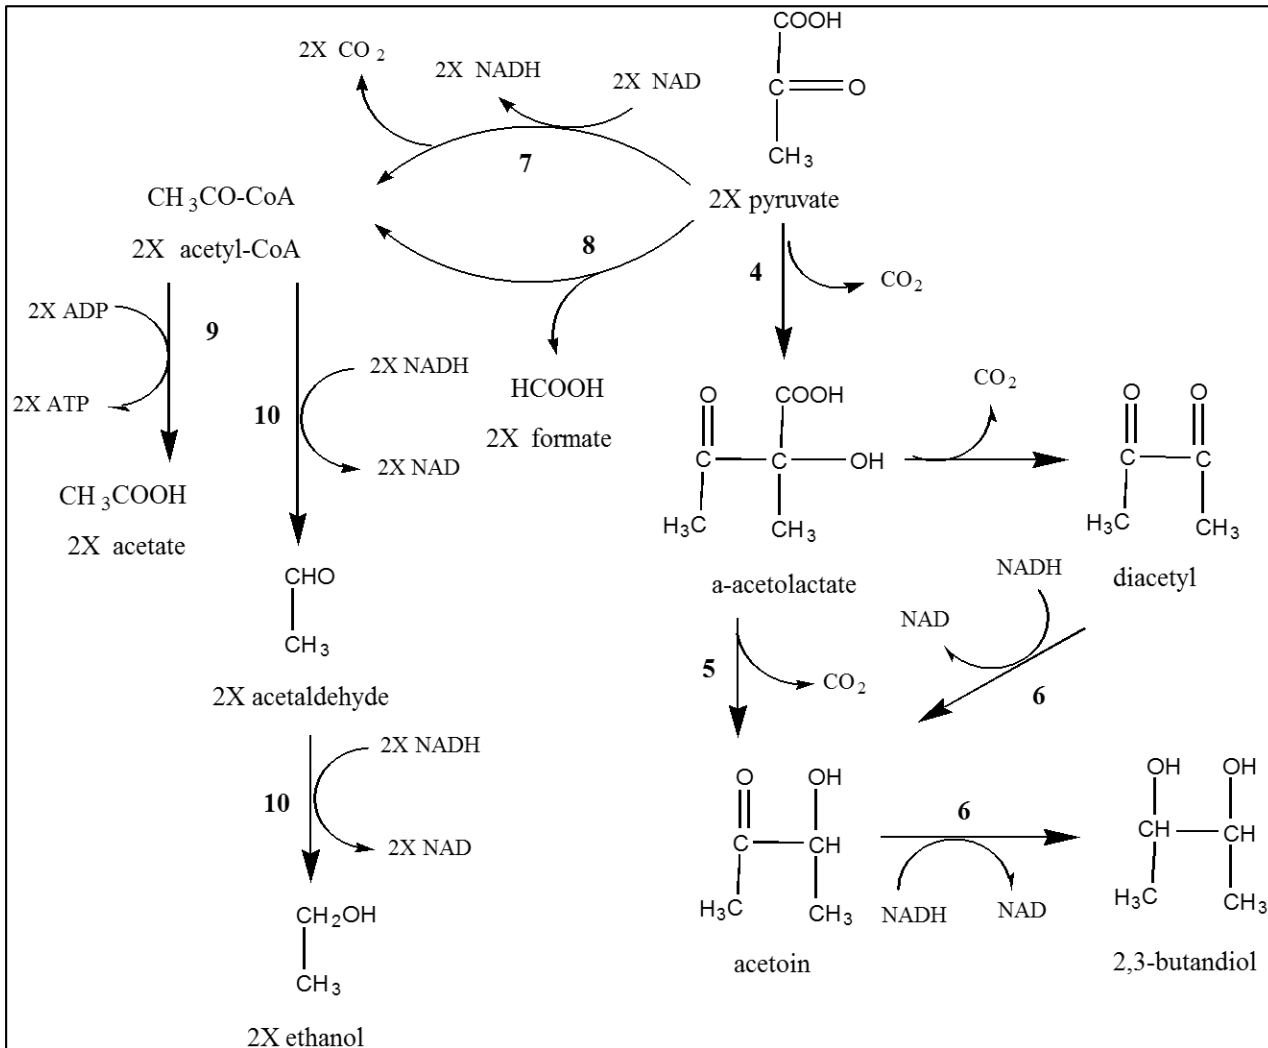 COOH
C
O
CH3
2X CO2
2X NADH
2X NAD
7
2X pyruvate
CH3CO-CoA
2X acetyl-CoA
8
4
CO2
2X ADP
9
2X ATP
2X NADH
10
2X NAD
HCOOH
2X formate
CH3COOH
2X acetate
O
COOH
C
C
OH
H3C
CH3
a-acetolactate
CO2
O
O
C
C
H3C
CH3
diacetyl
NADH
NAD
6
5
CO2
CHO
CH3
2X acetaldehyde
2X NADH
10
2X NAD
CH2OH
CH3
2X ethanol
O
OH
C
CH
H3C
CH3
acetoin
6
NADH
NAD
OH
OH
CH
CH
H3C
CH3
2,3-butandiol